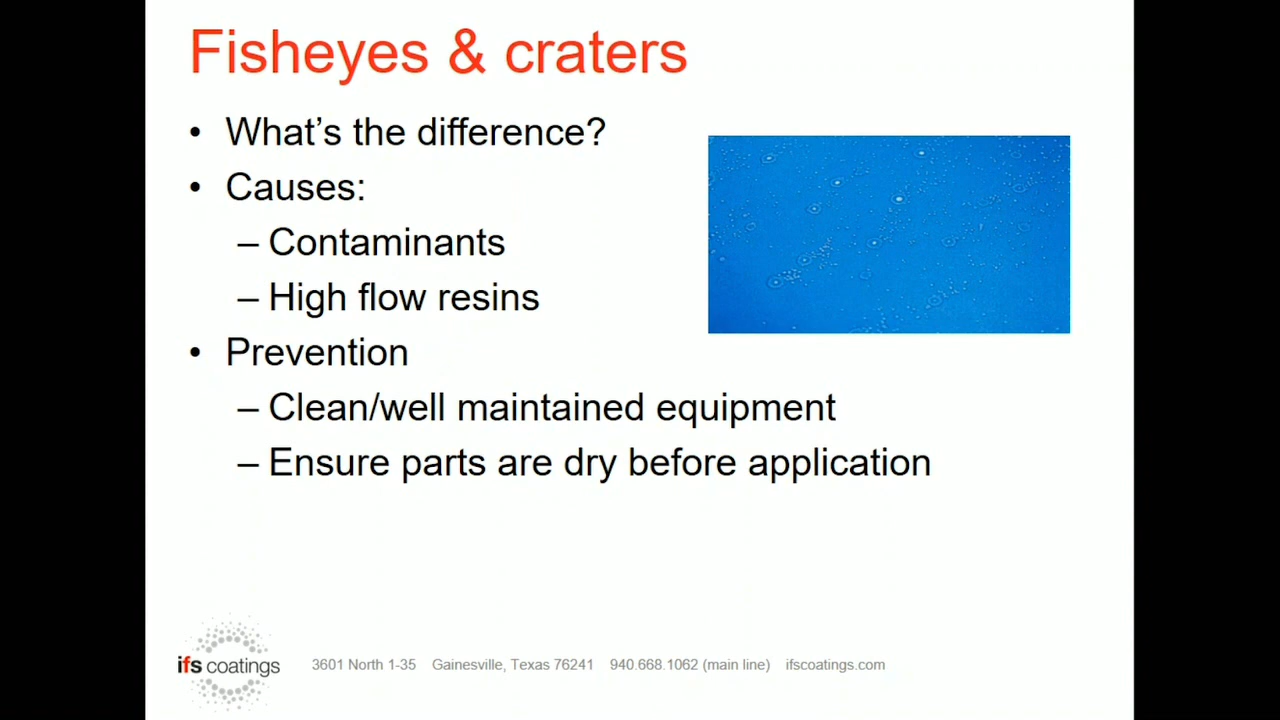 Fisheyes & craters
• What's the difference?
• Causes:
– Contaminants
– High flow resins
• Prevention
– Clean/well maintained equipment
– Ensure parts are dry before application
ifs coatings
3601 North 1-35 Gainesville, Texas 76241 940.668.1062 (main line) ifscoatings.com